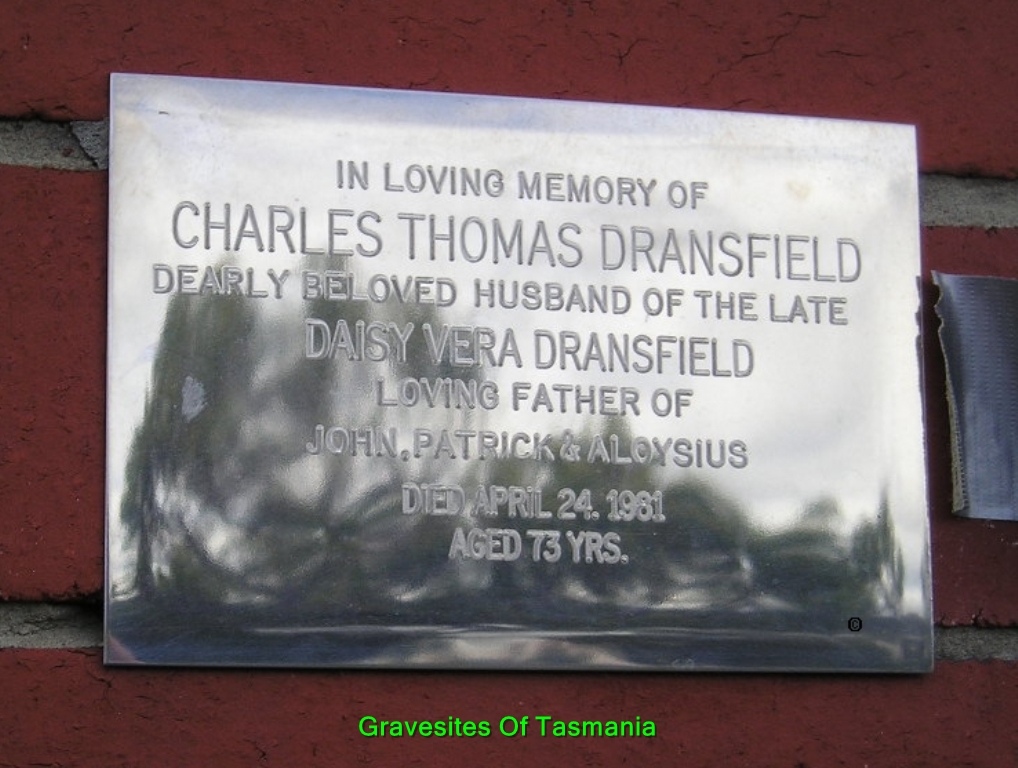 IN LOVING MEMORY OF
CHARLES THOMAS DRANSFIELD
DEARLY BELOVED HUSBAND OF THE LATE
DAISY VERA DRANSFIELD
LOVING FATHER OF
JOHN, PATRICK & ALOYSIUS
DIED APRIL 24. 1981
AGED 73 YRS.
©
Gravesites Of Tasmania